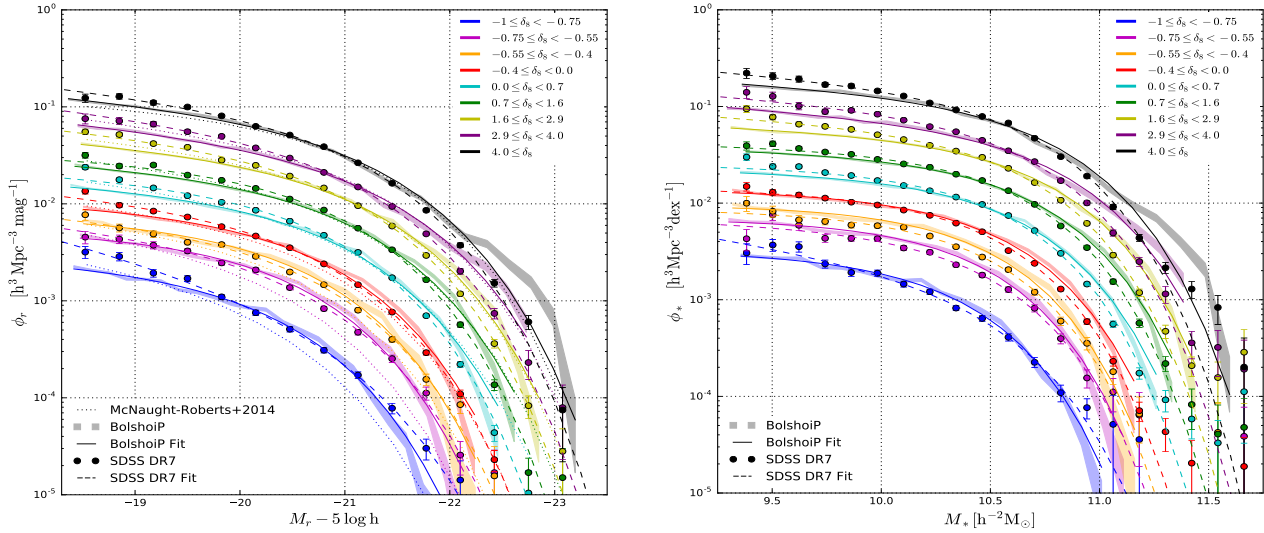 10⁰
10⁻¹
10⁻²
10⁻³
10⁻⁴
10⁻⁵
ϕᵣ [h³ Mpc⁻³ mag⁻¹]
−1 ≤ δ₈ < −0.75
−0.75 ≤ δ₈ < −0.55
−0.55 ≤ δ₈ < −0.4
−0.4 ≤ δ₈ < 0.0
0.0 ≤ δ₈ < 0.7
0.7 ≤ δ₈ < 1.6
1.6 ≤ δ₈ < 2.9
2.9 ≤ δ₈ < 4.0
4.0 ≤ δ₈
McNaught-Roberts+2014
BolshoiP
BolshoiP Fit
SDSS DR7
SDSS DR7 Fit
−19 −20 −21 −22 −23
Mᵣ − 5 log h
10⁰
10⁻¹
10⁻²
10⁻³
10⁻⁴
10⁻⁵
ϕ* [h³Mpc⁻³dex⁻¹]
−1 ≤ δ₈ < −0.75
−0.75 ≤ δ₈ < −0.55
−0.55 ≤ δ₈ < −0.4
−0.4 ≤ δ₈ < 0.0
0.0 ≤ δ₈ < 0.7
0.7 ≤ δ₈ < 1.6
1.6 ≤ δ₈ < 2.9
2.9 ≤ δ₈ < 4.0
4.0 ≤ δ₈
BolshoiP
BolshoiP Fit
SDSS DR7
SDSS DR7 Fit
9.5 10.0 10.5 11.0 11.5
M* [h⁻²M⊙]